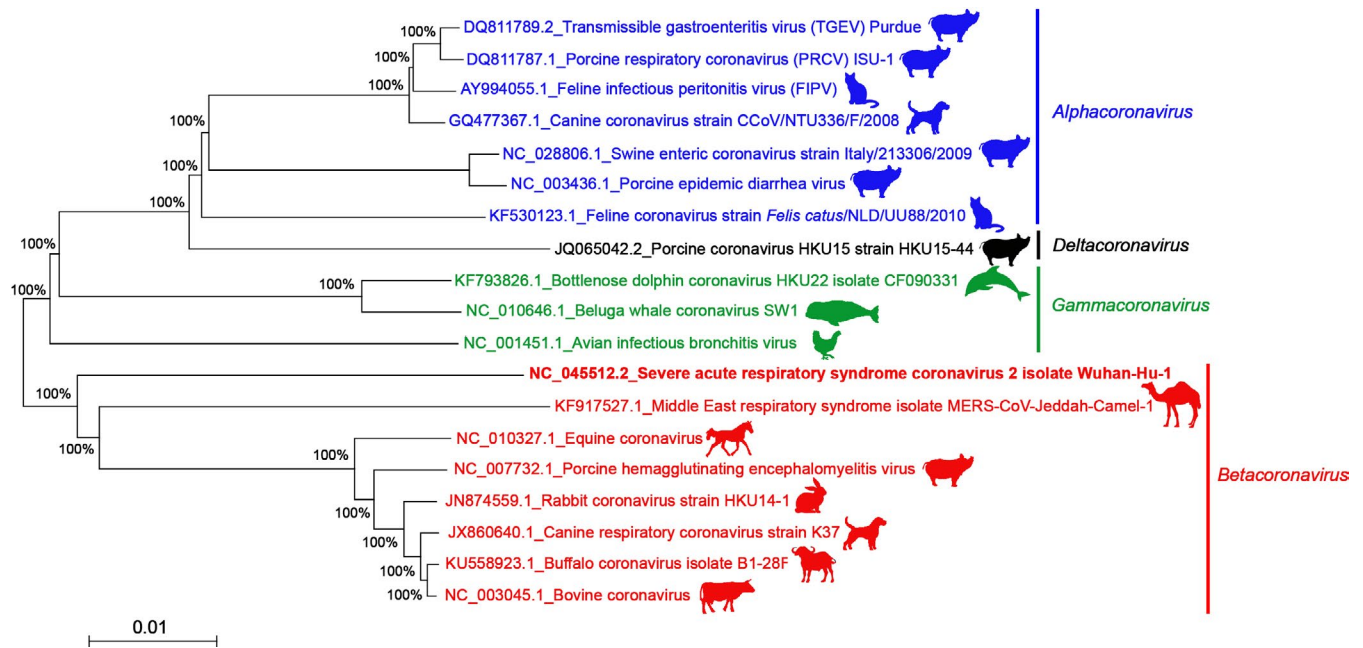 100%
DQ811789.2_Transmissible gastroenteritis virus (TGEV) Purdue
100%
DQ811787.1_Porcine respiratory coronavirus (PRCV) ISU-1
100%
AY994055.1_Feline infectious peritonitis virus (FIPV)
100%
GQ477367.1_Canine coronavirus strain CCoV/NTU336/F/2008
Alphacoronavirus
100%
NC_028806.1_Swine enteric coronavirus strain Italy/213306/2009
100%
NC_003436.1_Porcine epidemic diarrhea virus
100%
KF530123.1_Feline coronavirus strain Felis catus/NLD/UU88/2010
100%
JQ065042.2_Porcine coronavirus HKU15 strain HKU15-44
Deltacoronavirus
100%
KF793826.1_Bottlenose dolphin coronavirus HKU22 isolate CF090331
100%
NC_010646.1_Beluga whale coronavirus SW1
Gammacoronavirus
NC_001451.1_Avian infectious bronchitis virus
100%
NC_045512.2_Severe acute respiratory syndrome coronavirus 2 isolate Wuhan-Hu-1
KF917527.1_Middle East respiratory syndrome isolate MERS-CoV-Jeddah-Camel-1
100%
NC_010327.1_Equine coronavirus
100%
NC_007732.1_Porcine hemagglutinating encephalomyelitis virus
Betacoronavirus
JN874559.1_Rabbit coronavirus strain HKU14-1
100%
JX860640.1_Canine respiratory coronavirus strain K37
100%
KU558923.1_Buffalo coronavirus isolate B1-28F
100%
NC_003045.1_Bovine coronavirus
0.01